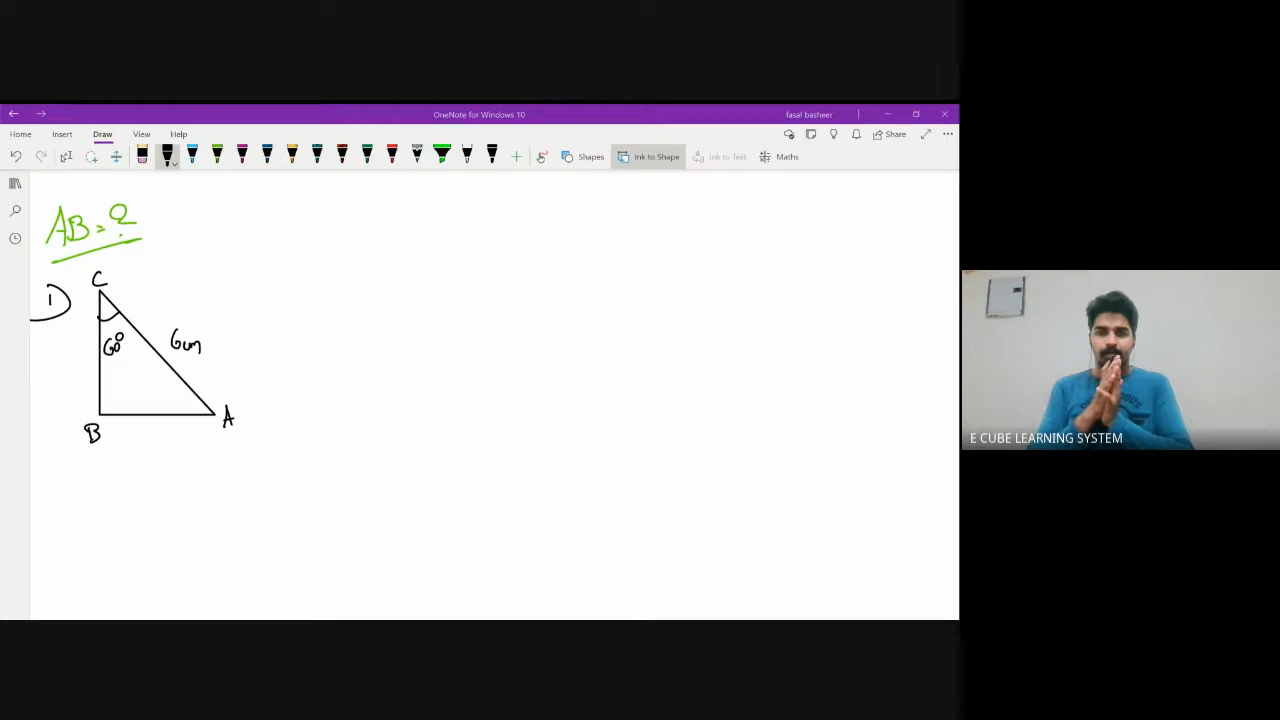 OneNote for Windows 10
fasal basheer
Home Insert Draw View Help
Share
Shapes Ink to Shape Ink to Text Maths
AB = ?
1)
C
60°
6cm
B
A
E CUBE LEARNING SYSTEM